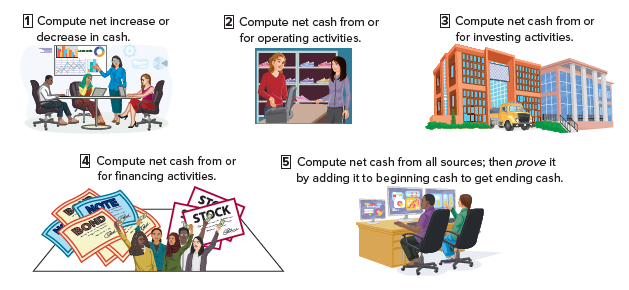 1 Compute net increase or
decrease in cash.
2 Compute net cash from or
for operating activities.
3 Compute net cash from or
for investing activities.
4 Compute net cash from or
for financing activities.
5 Compute net cash from all sources; then prove it
by adding it to beginning cash to get ending cash.
NOTE
BOND
STOCK